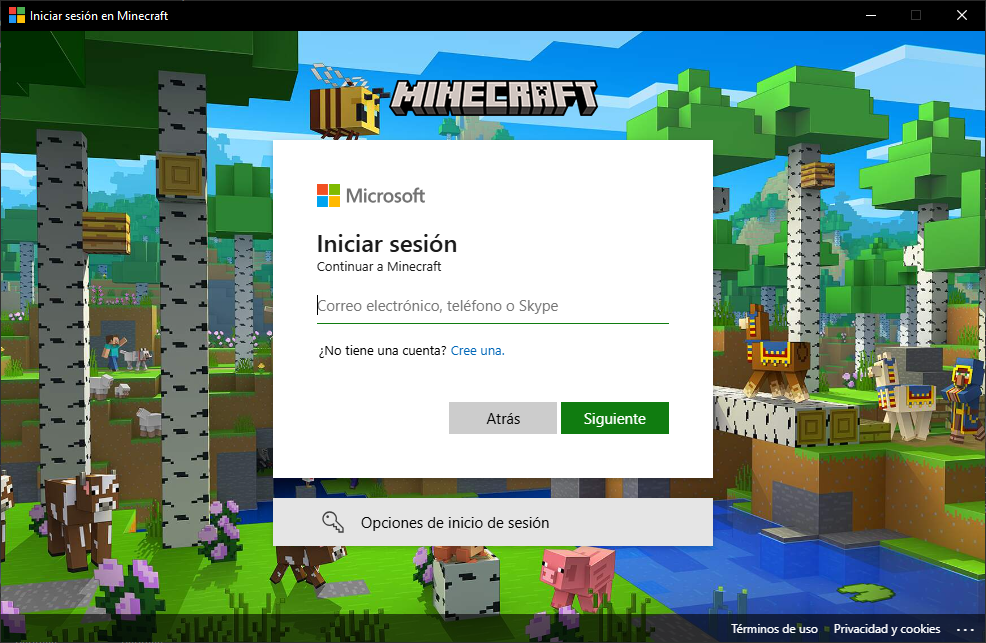 Iniciar sesión en Minecraft
MINECRAFT
Microsoft
Iniciar sesión
Continuar a Minecraft
Correo electrónico, teléfono o Skype
¿No tiene una cuenta? Cree una.
Atrás
Siguiente
Opciones de inicio de sesión
Términos de uso Privacidad y cookies ...